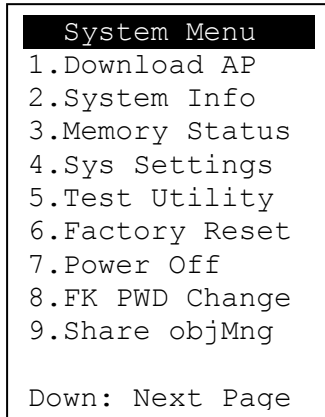 System Menu
1.Download AP
2.System Info
3.Memory Status
4.Sys Settings
5.Test Utility
6.Factory Reset
7.Power Off
8.FK PWD Change
9.Share objMng
Down: Next Page